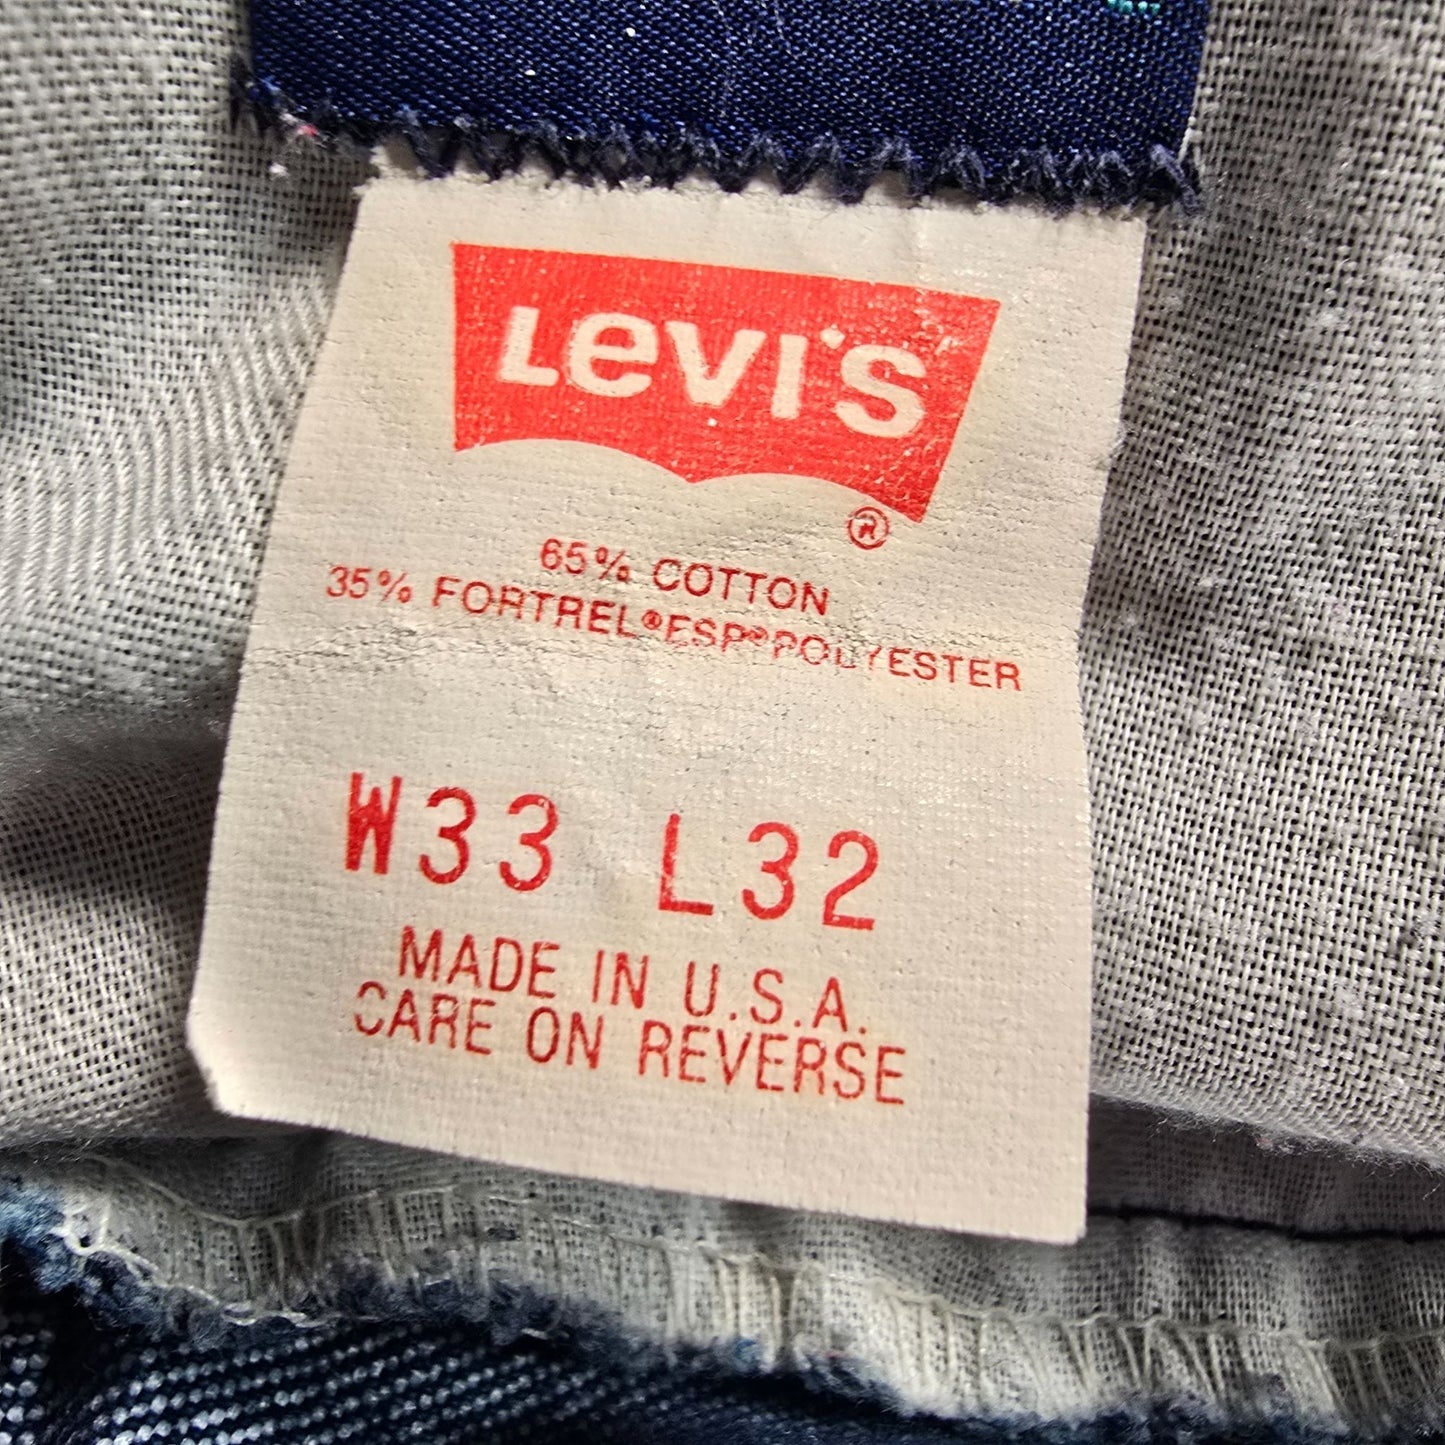 Levi's
®
65% COTTON
35% FORTREL® ESP® POLYESTER
W33 L32
MADE IN U.S.A.
CARE ON REVERSE